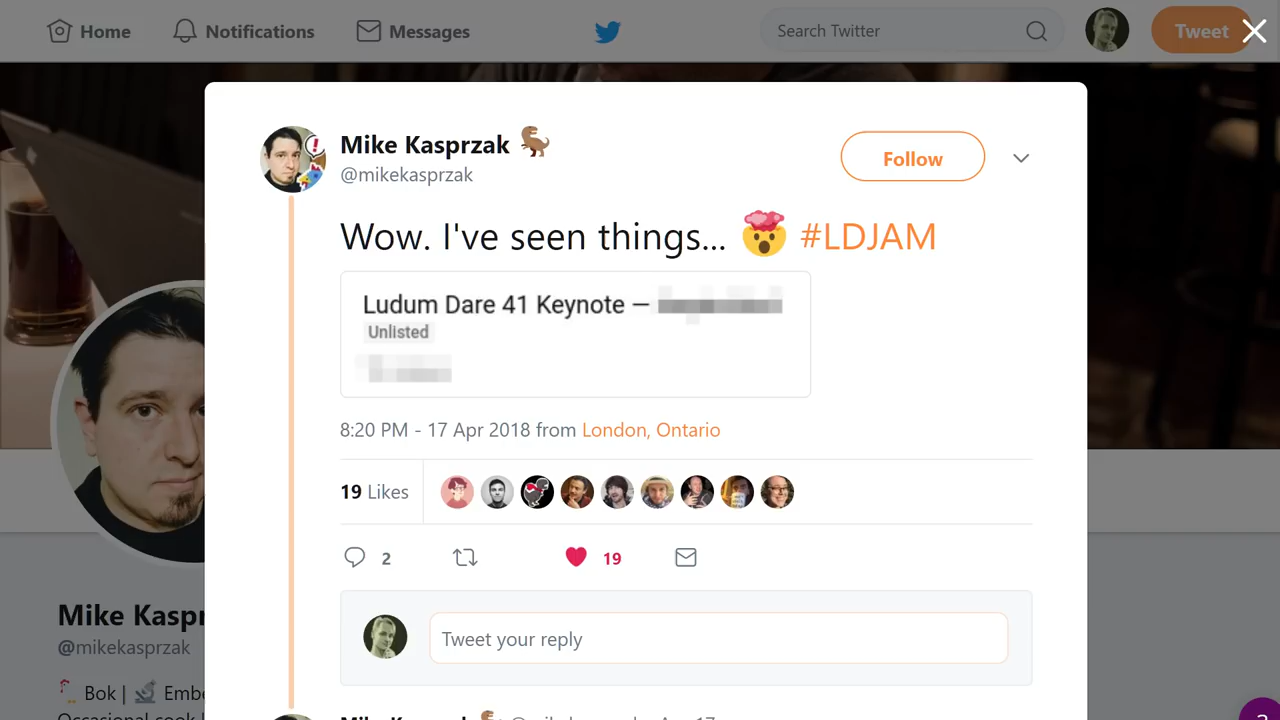 Home
Notifications
Messages
Search Twitter
Tweet
Mike Kasprzak
@mikekasprzak
Follow
Wow. I've seen things... #LDJAM
Ludum Dare 41 Keynote —
Unlisted
8:20 PM - 17 Apr 2018 from London, Ontario
19 Likes
2
19
Tweet your reply
Mike Kaspr
@mikekasprzak
Bok | Embe